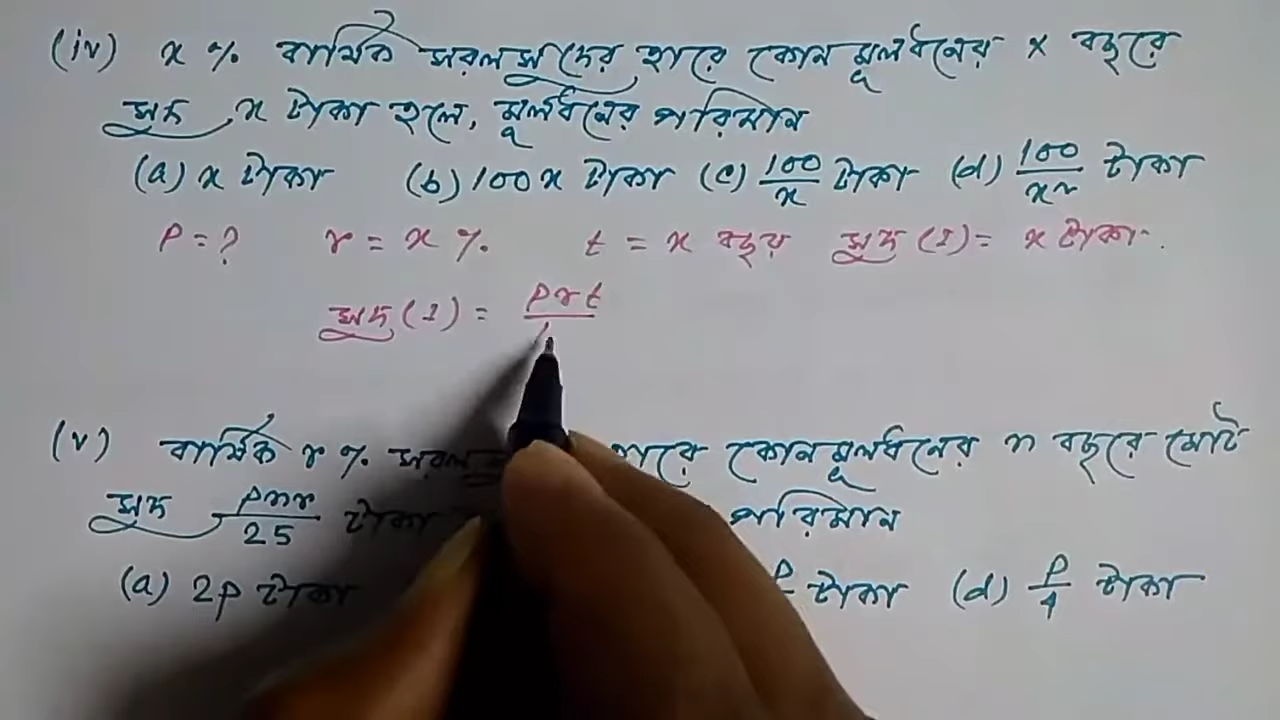 (iv) x % বার্ষিক সরল সুদের হারে কোন মূলধনের x বছরে
সুদ x টাকা হলে, মূলধনের পরিমান
(a) x টাকা (b) 100x টাকা (c) 100/x টাকা (d) 100/x² টাকা
P = ? r = x % t = x বছর সুদ (I) = x টাকা.
সুদ (I) = prt
(v) বার্ষিক r % সরল হারে কোন মূলধনের n বছরে মোট
সুদ pnr/25 টাকা পরিমান
(a) 2p টাকা টাকা (d) p/4 টাকা